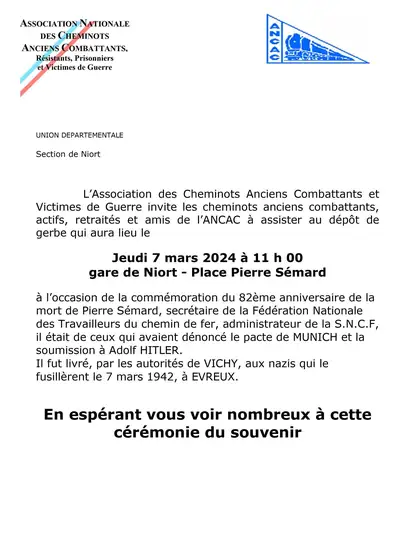 ASSOCIATION NATIONALE
DES CHEMINOTS
ANCIENS COMBATTANTS,
Résistants, Prisonniers
et Victimes de Guerre
ANCAC
UNION DEPARTEMENTALE
Section de Niort
L’Association des Cheminots Anciens Combattants et
Victimes de Guerre invite les cheminots anciens combattants,
actifs, retraités et amis de l’ANCAC à assister au dépôt de
gerbe qui aura lieu le
Jeudi 7 mars 2024 à 11 h 00
gare de Niort - Place Pierre Sémard
à l’occasion de la commémoration du 82ème anniversaire de la
mort de Pierre Sémard, secrétaire de la Fédération Nationale
des Travailleurs du chemin de fer, administrateur de la S.N.C.F,
il était de ceux qui avaient dénoncé le pacte de MUNICH et la
soumission à Adolf HITLER.
Il fut livré, par les autorités de VICHY, aux nazis qui le
fusillèrent le 7 mars 1942, à EVREUX.
En espérant vous voir nombreux à cette
cérémonie du souvenir